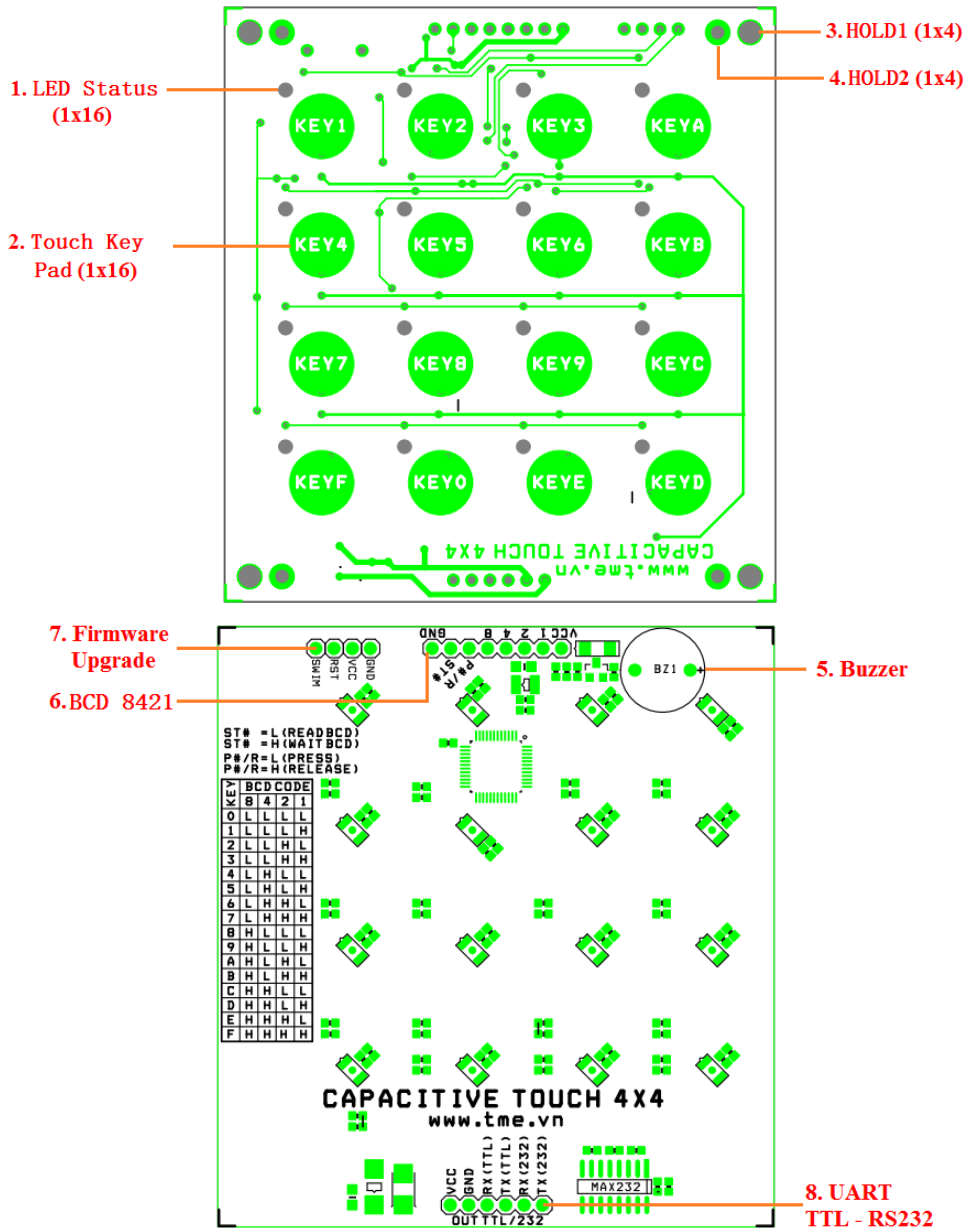 3. HOLD1 (1x4)
4. HOLD2 (1x4)
1. LED Status
(1x16)
KEY1 KEY2 KEY3 KEYA
2. Touch Key
Pad (1x16)
KEY4 KEY5 KEY6 KEYB
KEY7 KEY8 KEY9 KEYC
KEYF KEY0 KEYE KEYD
CAPACITIVE TOUCH 4X4
www.tme.vn
7. Firmware
Upgrade
SWIM RST VCC GND
GND ST# P#/R 8 4 2 1 VCC
BZ1 +
5. Buzzer
6. BCD 8421
ST# =L(READBCD)
ST# =H(WAITBCD)
P#/R=L(PRESS)
P#/R=H(RELEASE)
KEY BCD CODE
8 4 2 1
0 L L L L
1 L L L H
2 L L H L
3 L L H H
4 L H L L
5 L H L H
6 L H H L
7 L H H H
8 H L L L
9 H L L H
A H L H L
B H L H H
C H H L L
D H H L H
E H H H L
F H H H H
CAPACITIVE TOUCH 4X4
www.tme.vn
VCC GND RX(TTL) TX(TTL) RX(232) TX(232)
MAX232
OUT TTL/232
8. UART
TTL - RS232